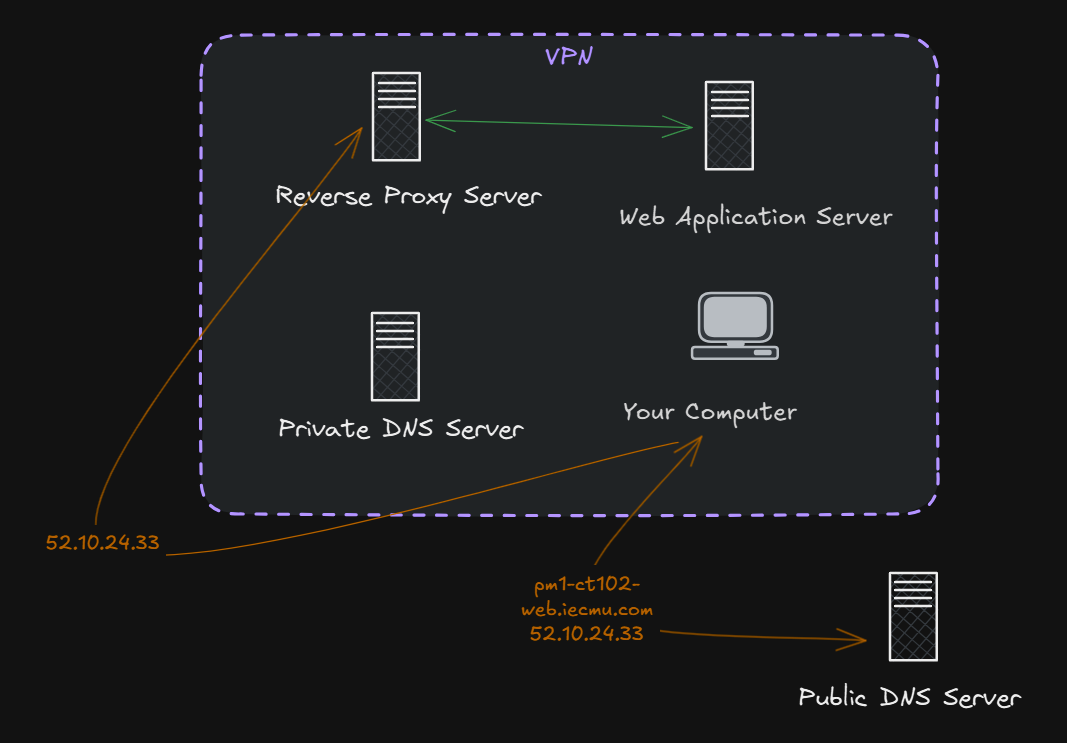 VPN
Reverse Proxy Server
Web Application Server
Private DNS Server
Your Computer
52.10.24.33
pm1-ct102-
web.iecmu.com
52.10.24.33
Public DNS Server